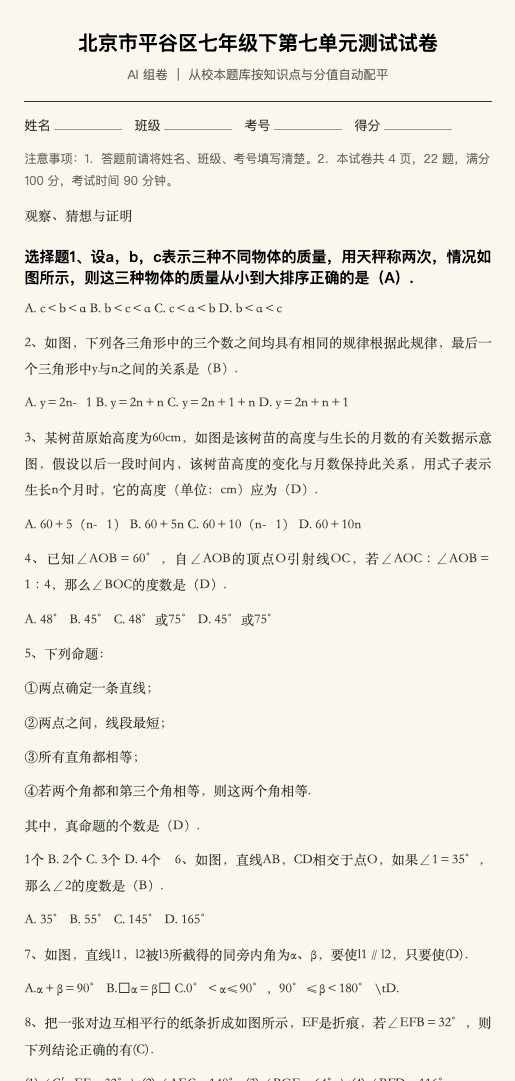 北京市平谷区七年级下第七单元测试试卷
AI 组卷 ｜ 从校本题库按知识点与分值自动配平
姓名 班级 考号 得分
注意事项：1. 答题前请将姓名、班级、考号填写清楚。2. 本试卷共 4 页，22 题，满分
100 分，考试时间 90 分钟。
观察、猜想与证明
选择题1、设a，b，c表示三种不同物体的质量，用天秤称两次，情况如
图所示，则这三种物体的质量从小到大排序正确的是（A）.
A. c＜b＜a B. b＜c＜a C. c＜a＜b D. b＜a＜c
2、如图，下列各三角形中的三个数之间均具有相同的规律根据此规律，最后一
个三角形中y与n之间的关系是（B）.
A. y＝2n- 1 B. y＝2n＋n C. y＝2n＋1＋n D. y＝2n＋n＋1
3、某树苗原始高度为60cm，如图是该树苗的高度与生长的月数的有关数据示意
图，假设以后一段时间内，该树苗高度的变化与月数保持此关系，用式子表示
生长n个月时，它的高度（单位：cm）应为（D）.
A. 60＋5（n- 1） B. 60＋5n C. 60＋10（n- 1） D. 60＋10n
4、已知∠AOB＝60°，自∠AOB的顶点O引射线OC，若∠AOC：∠AOB＝
1：4，那么∠BOC的度数是（D）.
A. 48° B. 45° C. 48°或75° D. 45°或75°
5、下列命题：
①两点确定一条直线；
②两点之间，线段最短；
③所有直角都相等；
④若两个角都和第三个角相等，则这两个角相等.
其中，真命题的个数是（D）.
1个 B. 2个 C. 3个 D. 4个 6、如图，直线AB，CD相交于点O，如果∠1＝35°，
那么∠2的度数是（B）.
A. 35° B. 55° C. 145° D. 165°
7、如图，直线l1，l2被l3所截得的同旁内角为α、β，要使l1∥l2，只要使(D).
A.α＋β＝90° B.□α＝β□ C.0°＜α≤90°，90°≤β＜180° \tD.
8、把一张对边互相平行的纸条折成如图所示，EF是折痕，若∠EFB＝32°，则
下列结论正确的有(C).